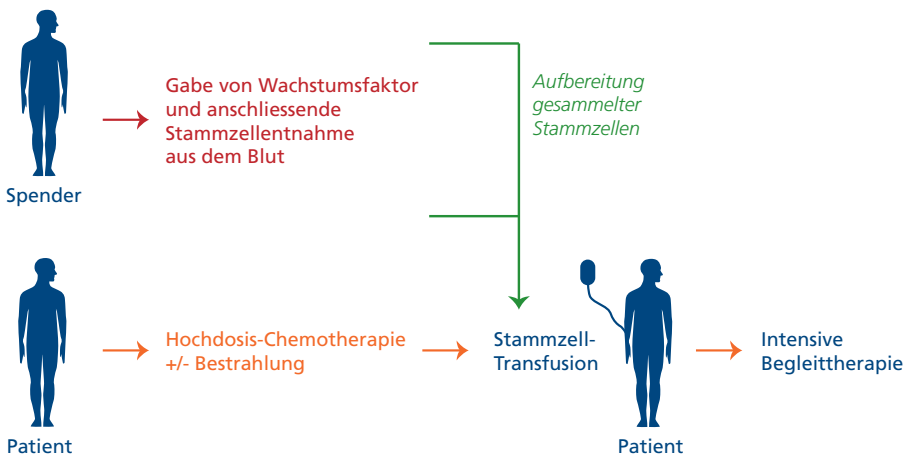 Gabe von Wachstumsfaktor
und anschliessende
Stammzellentnahme
aus dem Blut
Aufbereitung
gesammelter
Stammzellen
Spender
Hochdosis-Chemotherapie
+/- Bestrahlung
Stammzell-
Transfusion
Intensive
Begleittherapie
Patient
Patient